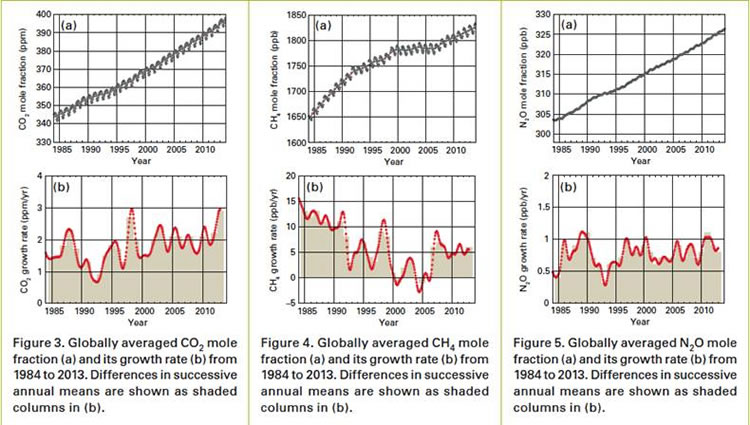 400
390
380
370
360
350
340
330
CO2 mole fraction (ppm)
(a)
1985 1990 1995 2000 2005 2010
Year
4
3
2
1
0
CO2 growth rate (ppm/yr)
(b)
1985 1990 1995 2000 2005 2010
Year
Figure 3. Globally averaged CO2 mole
fraction (a) and its growth rate (b) from
1984 to 2013. Differences in successive
annual means are shown as shaded
columns in (b).
1850
1800
1750
1700
1650
1600
CH4 mole fraction (ppb)
(a)
1985 1990 1995 2000 2005 2010
Year
20
15
10
5
0
−5
CH4 growth rate (ppb/yr)
(b)
1985 1990 1995 2000 2005 2010
Year
Figure 4. Globally averaged CH4 mole
fraction (a) and its growth rate (b) from
1984 to 2013. Differences in successive
annual means are shown as shaded
columns in (b).
330
325
320
315
310
305
300
N2O mole fraction (ppb)
(a)
1985 1990 1995 2000 2005 2010
Year
2
1.5
1
0.5
0
N2O growth rate (ppb/yr)
(b)
1985 1990 1995 2000 2005 2010
Year
Figure 5. Globally averaged N2O mole
fraction (a) and its growth rate (b) from
1984 to 2013. Differences in successive
annual means are shown as shaded
columns in (b).